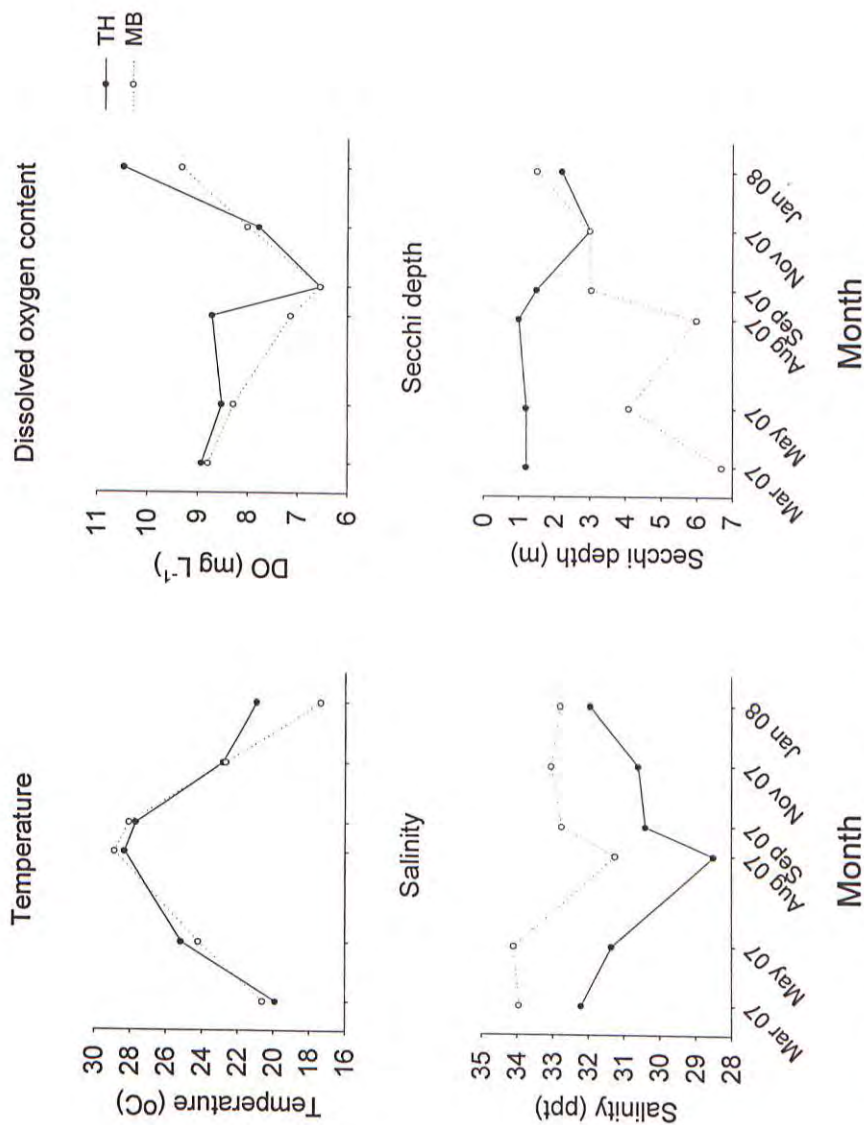 Temperature
Temperature (ºC)
30
28
26
24
22
20
18
16
Dissolved oxygen content
TH
MB
DO (mg L-1)
11
10
9
8
7
6
Salinity
Salinity (ppt)
35
34
33
32
31
30
29
28
Mar 07
May 07
Aug 07
Sep 07
Nov 07
Jan 08
Month
Secchi depth
Secchi depth (m)
0
1
2
3
4
5
6
7
Mar 07
May 07
Aug 07
Sep 07
Nov 07
Jan 08
Month